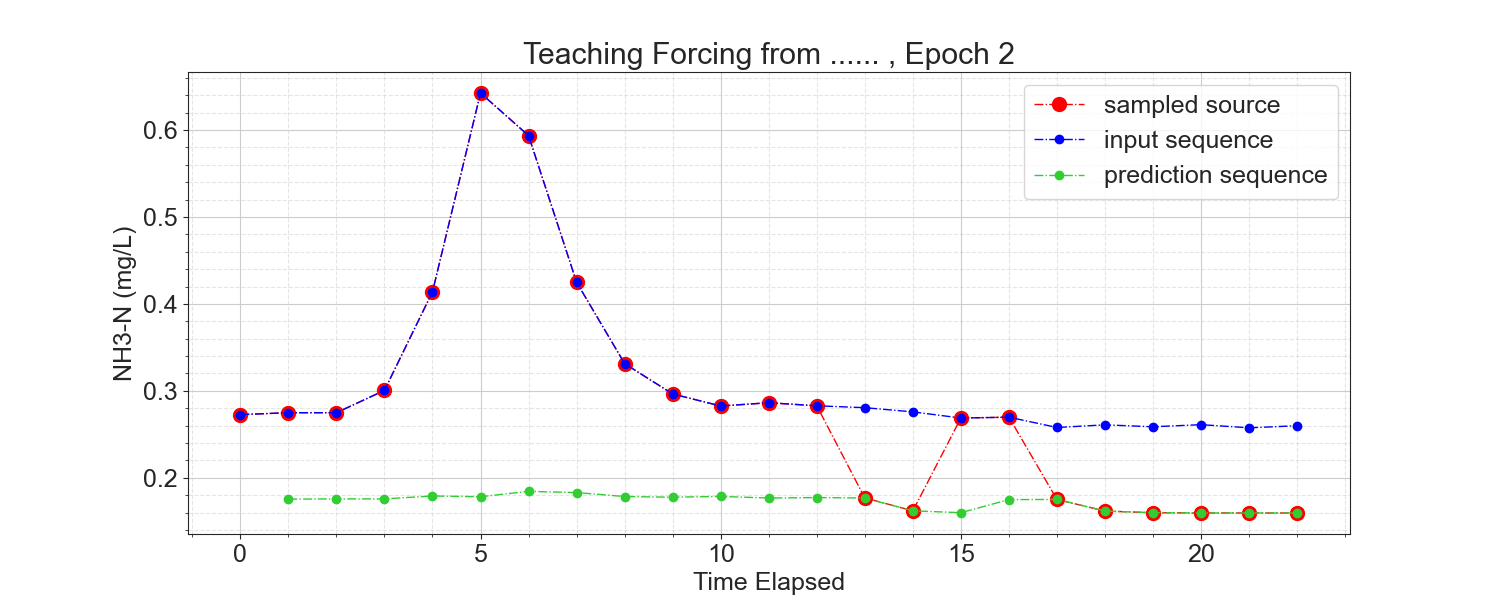 Teaching Forcing from ...... , Epoch 2
sampled source
input sequence
prediction sequence
NH3-N (mg/L)
0.6
0.5
0.4
0.3
0.2
0 5 10 15 20
Time Elapsed